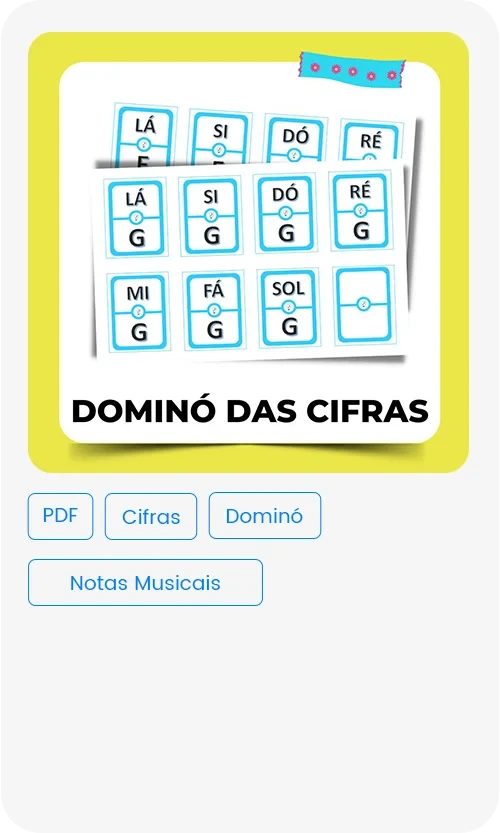 LÁ SI DÓ RÉ
LÁ SI DÓ RÉ
G G G G
MI FÁ SOL
G G G
DOMINÓ DAS CIFRAS
PDF Cifras Dominó
Notas Musicais